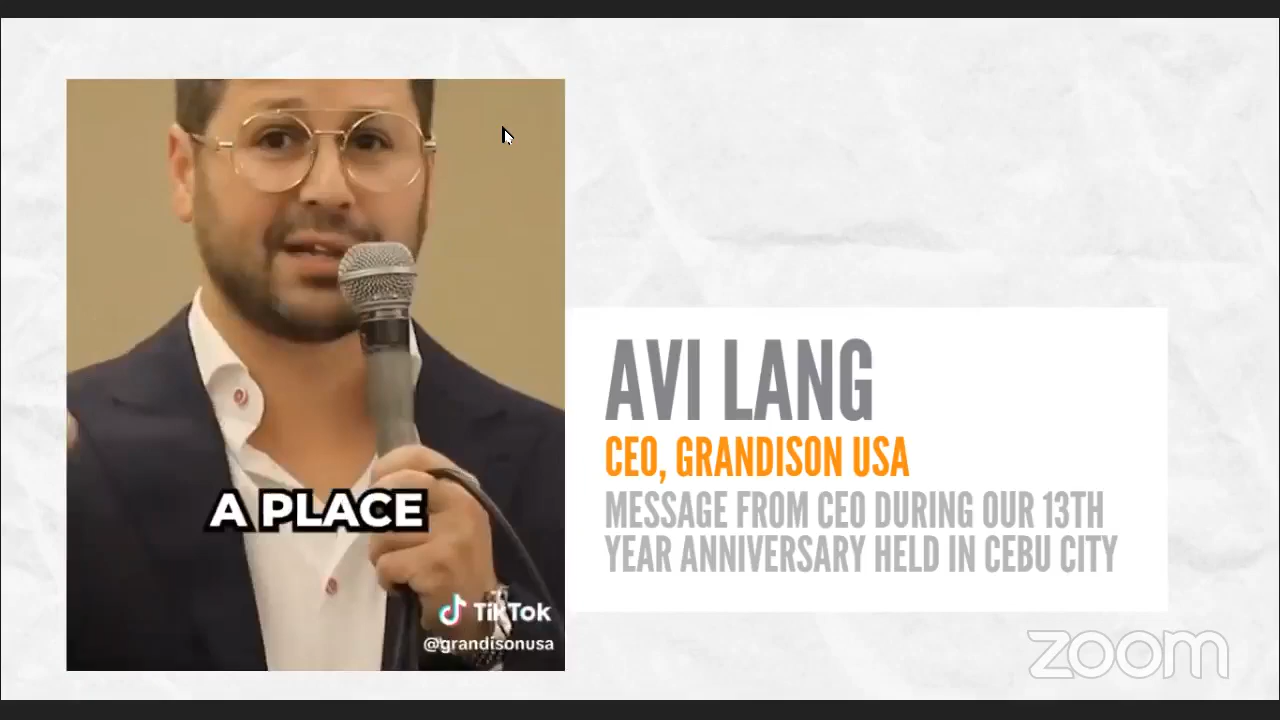 A PLACE
TikTok
@grandisonusa
AVI LANG
CEO, GRANDISON USA
MESSAGE FROM CEO DURING OUR 13TH
YEAR ANNIVERSARY HELD IN CEBU CITY
zoom